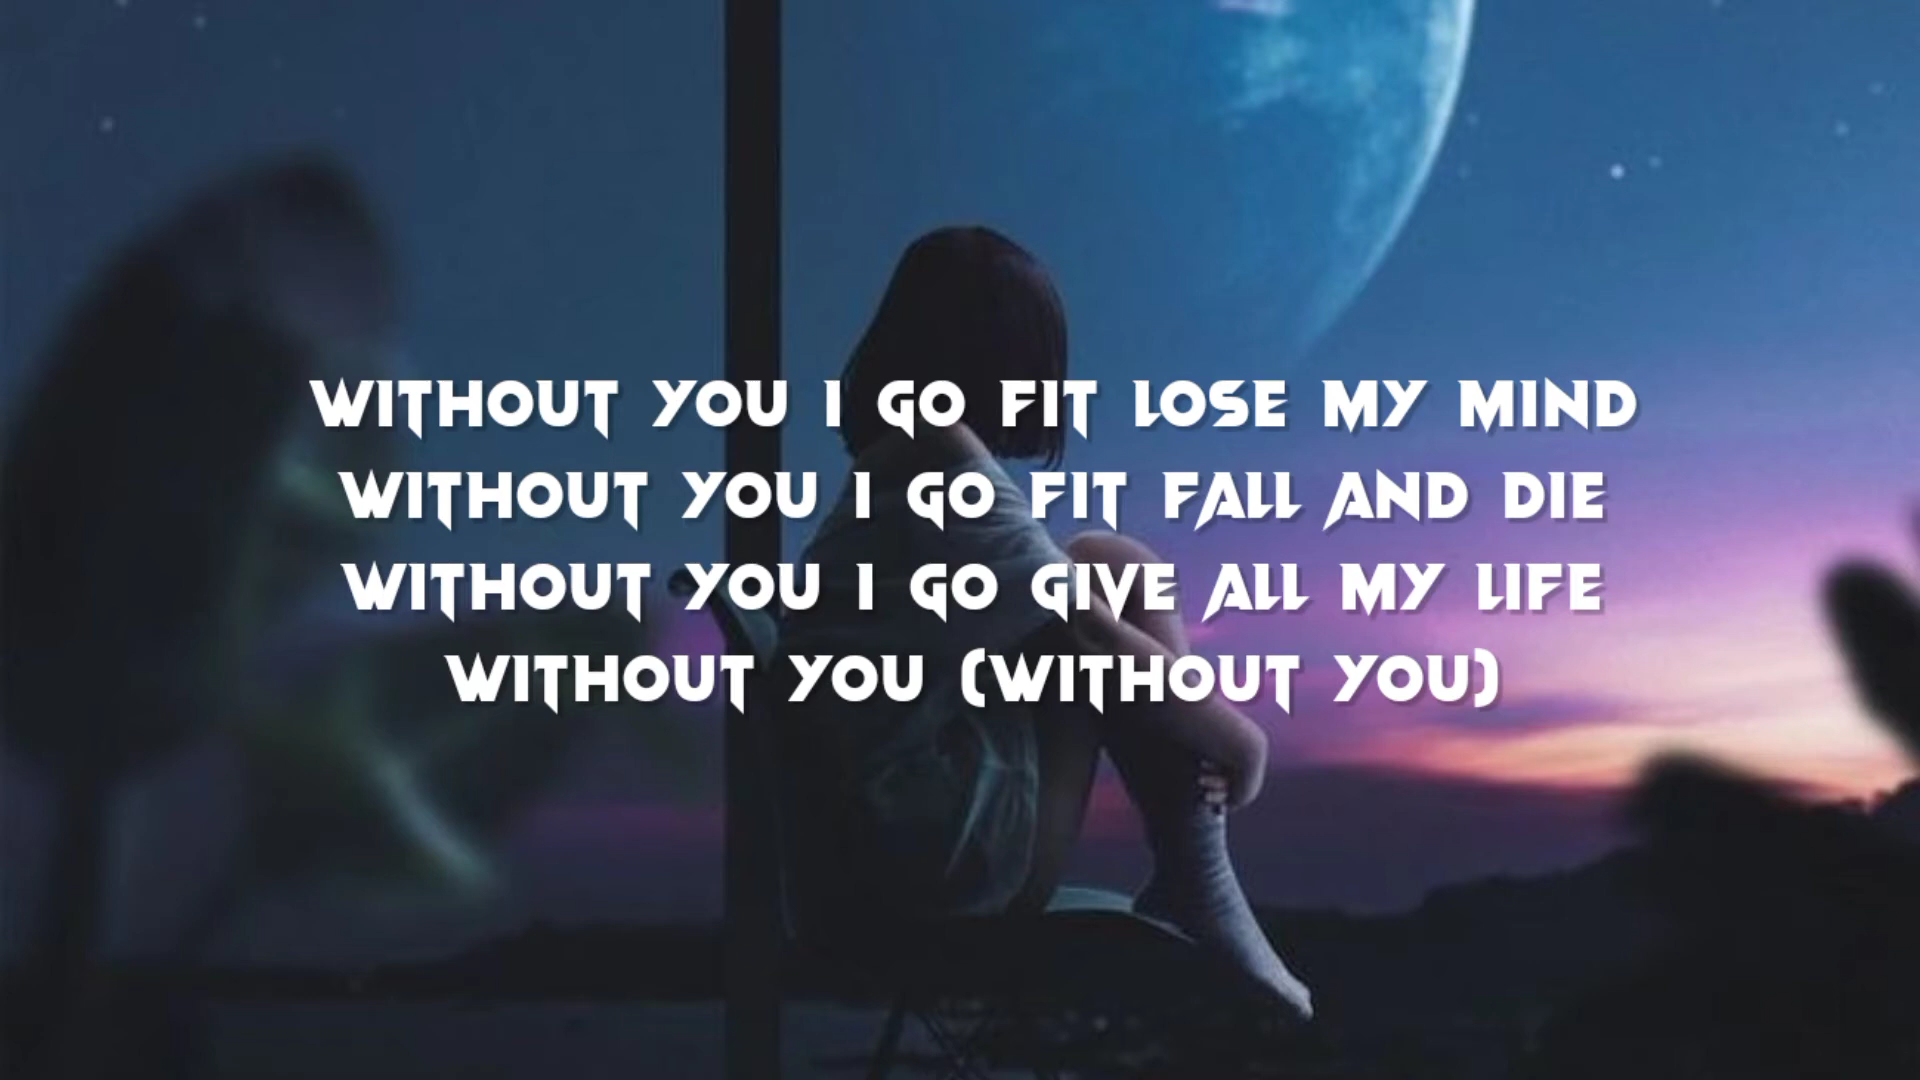 WITHOUT YOU I GO FIT LOSE MY MIND
WITHOUT YOU I GO FIT FALL AND DIE
WITHOUT YOU I GO GIVE ALL MY LIFE
WITHOUT YOU (WITHOUT YOU)